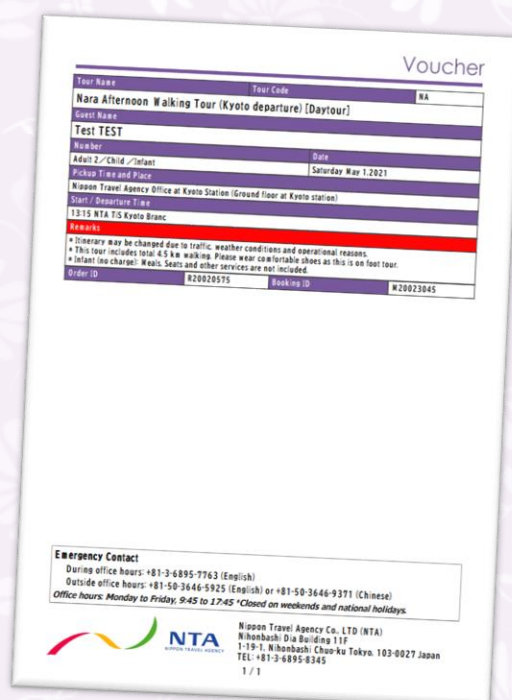 Voucher
Tour Name Tour Code NA
Nara Afternoon Walking Tour (Kyoto departure) [Daytour]
Guest Name
Test TEST
Number Date
Adult 2／Child ／Infant Saturday May 1.2021
Pickup Time and Place
Nippon Travel Agency Office at Kyoto Station (Ground floor at Kyoto station)
Start / Departure Time
13:15 NTA TiS Kyoto Branc
Remarks
* Itinerary may be changed due to traffic, weather conditions and operational reasons.
* This tour includes total 4.5 km walking. Please wear comfortable shoes as this is on foot tour.
* Infant (no charge): Meals, Seats and other services are not included.
Order ID R20020575 Booking ID M20023045
Emergency Contact
During office hours: +81-3-6895-7763 (English)
Outside office hours: +81-50-3646-5925 (English) or +81-50-3646-9371 (Chinese)
Office hours: Monday to Friday, 9:45 to 17:45 *Closed on weekends and national holidays.
NTA
NIPPON TRAVEL AGENCY
Nippon Travel Agency Co., LTD (NTA)
Nihonbashi Dia Building 11F
1-19-1, Nihonbashi Chuo-ku Tokyo, 103-0027 Japan
TEL: +81-3-6895-8345
1 / 1